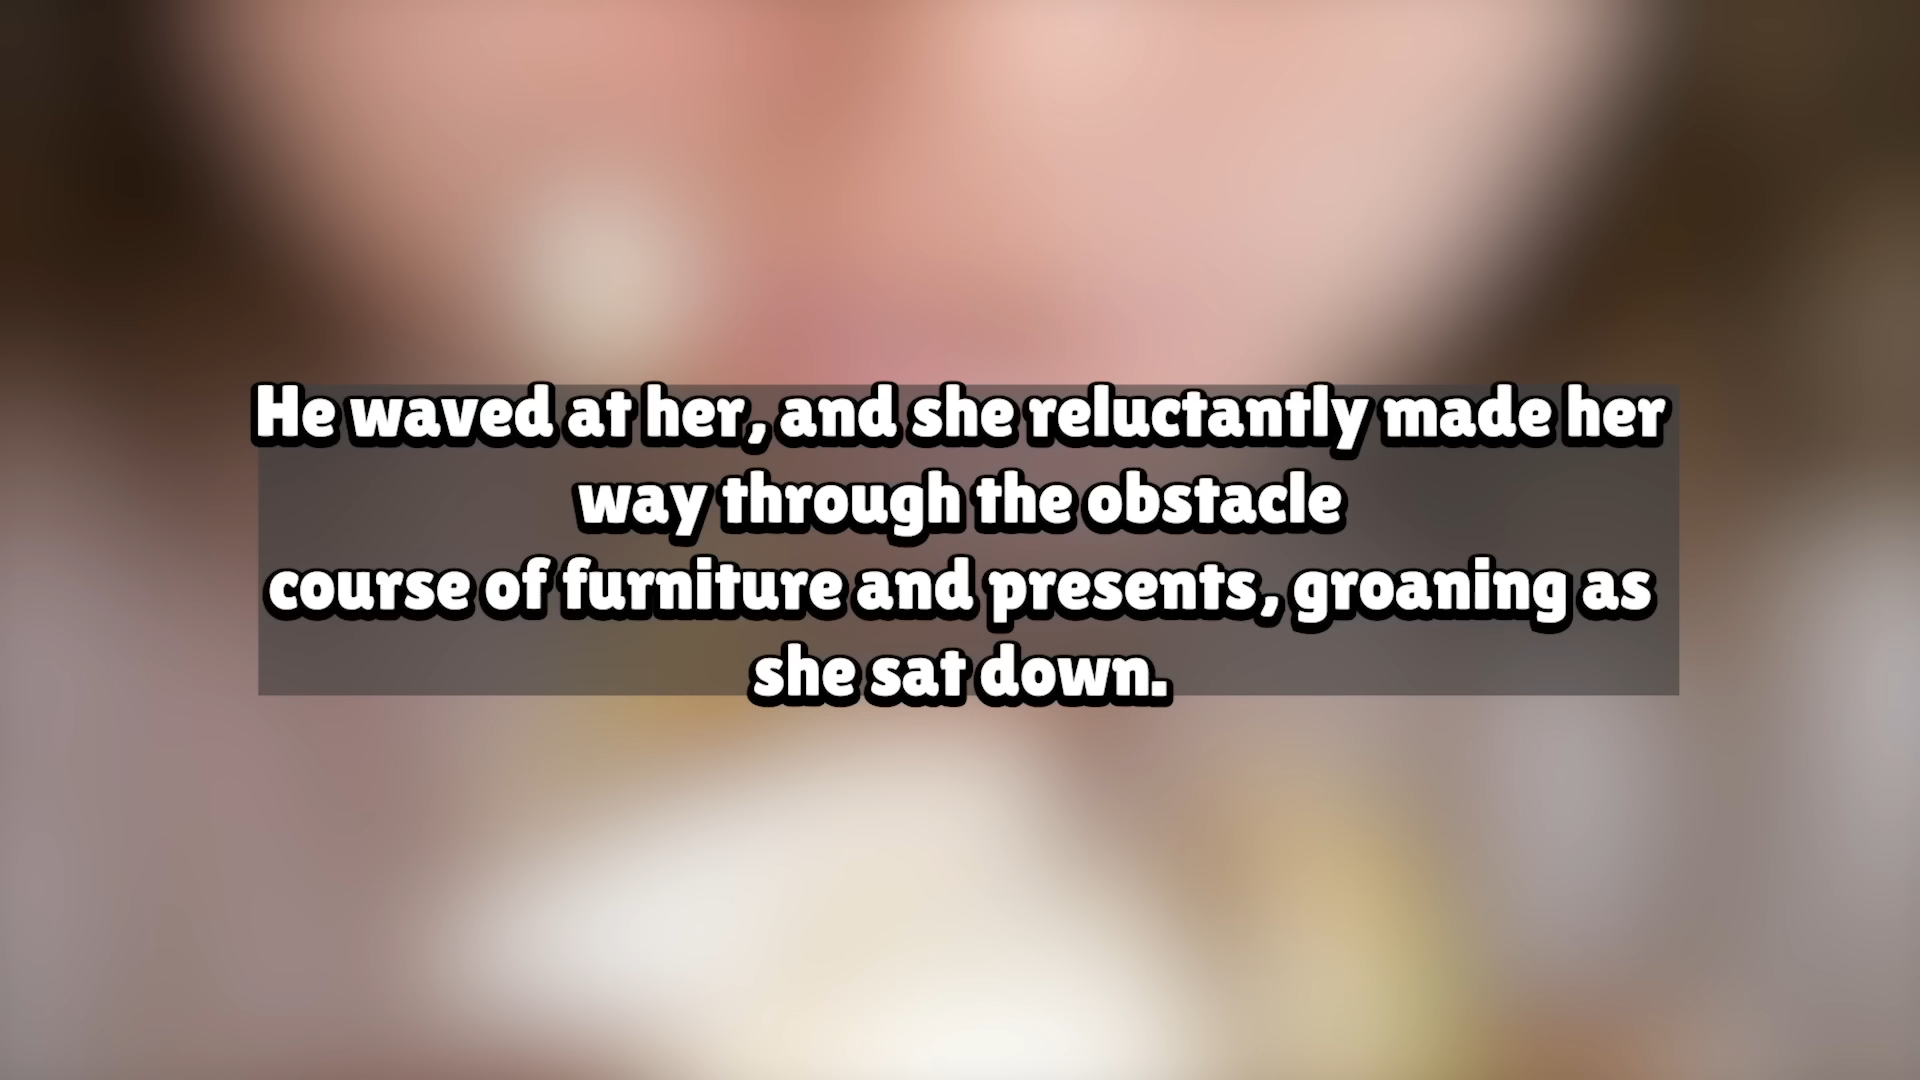 He waved at her, and she reluctantly made her
way through the obstacle
course of furniture and presents, groaning as
she sat down.